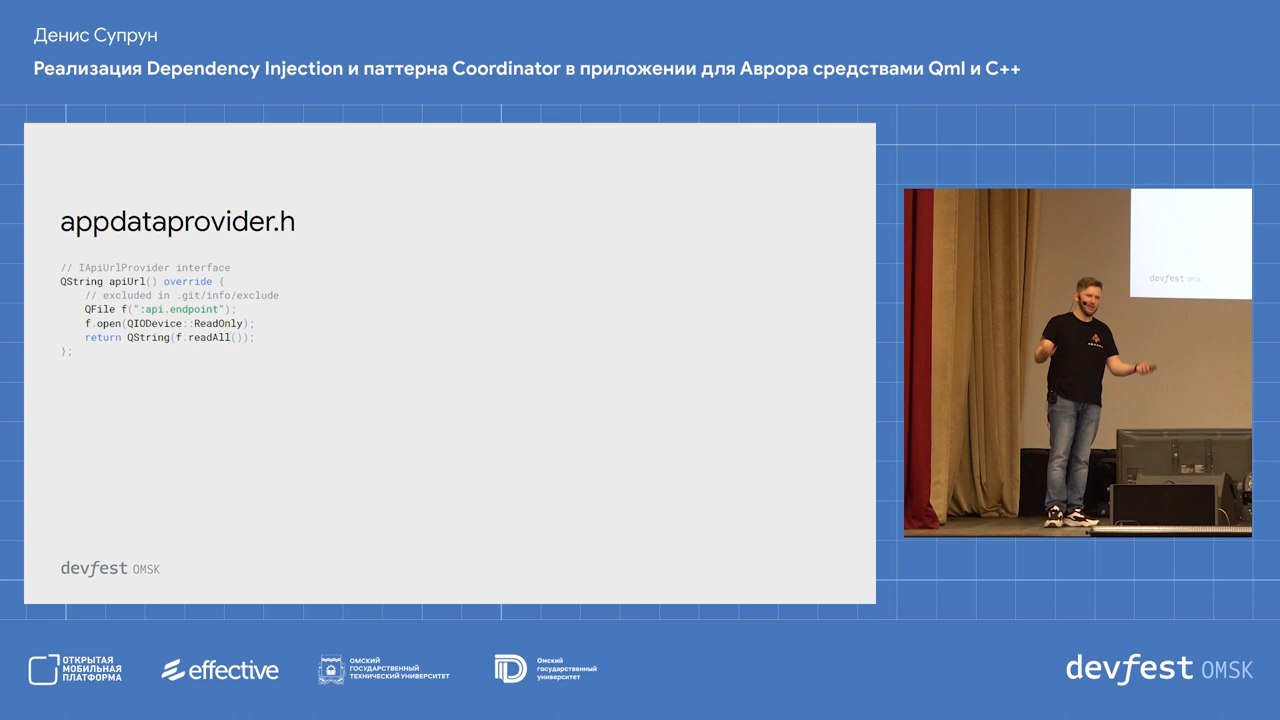 Денис Супрун
Реализация Dependency Injection и паттерна Coordinator в приложении для Аврора средствами Qml и C++
appdataprovider.h
// IApiUrlProvider interface
QString apiUrl() override {
    // excluded in .git/info/exclude
    QFile f(":api.endpoint");
    f.open(QIODevice::ReadOnly);
    return QString(f.readAll());
};
devfest OMSK
devfest OMSK
ОТКРЫТАЯ
МОБИЛЬНАЯ
ПЛАТФОРМА
effective
ОМСКИЙ
ГОСУДАРСТВЕННЫЙ
ТЕХНИЧЕСКИЙ УНИВЕРСИТЕТ
Омский
государственный
университет
devfest OMSK